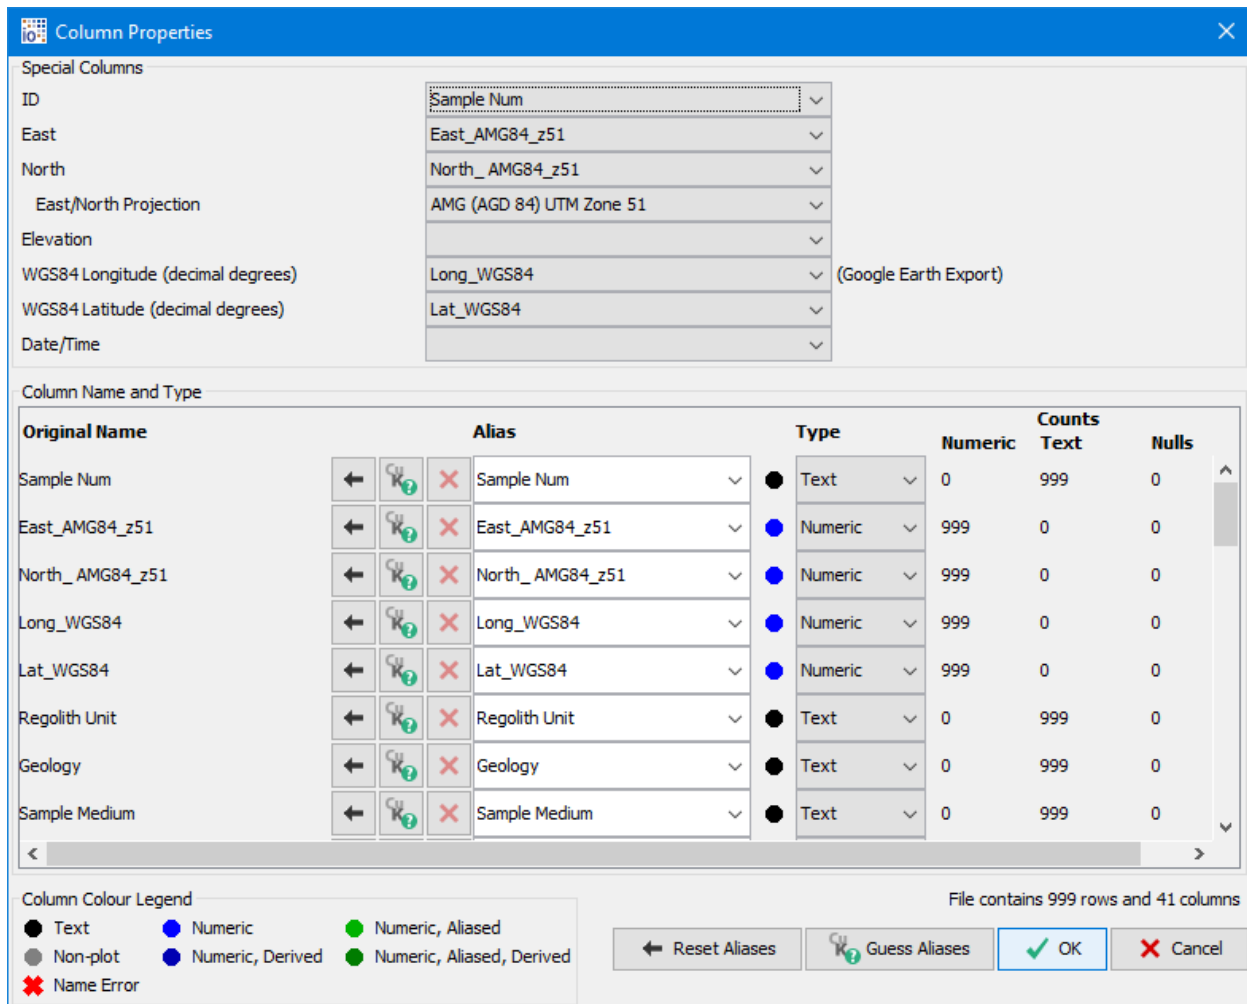 Column Properties
Special Columns
ID Sample Num
East East_AMG84_z51
North North_ AMG84_z51
East/North Projection AMG (AGD 84) UTM Zone 51
Elevation
WGS84 Longitude (decimal degrees) Long_WGS84 (Google Earth Export)
WGS84 Latitude (decimal degrees) Lat_WGS84
Date/Time
Column Name and Type
Counts
Original Name Alias Type Numeric Text Nulls
Sample Num Sample Num Text 0 999 0
East_AMG84_z51 East_AMG84_z51 Numeric 999 0 0
North_ AMG84_z51 North_ AMG84_z51 Numeric 999 0 0
Long_WGS84 Long_WGS84 Numeric 999 0 0
Lat_WGS84 Lat_WGS84 Numeric 999 0 0
Regolith Unit Regolith Unit Text 0 999 0
Geology Geology Text 0 999 0
Sample Medium Sample Medium Text 0 999 0
Column Colour Legend File contains 999 rows and 41 columns
Text Numeric Numeric, Aliased
Non-plot Numeric, Derived Numeric, Aliased, Derived
Name Error
Reset Aliases Guess Aliases OK Cancel